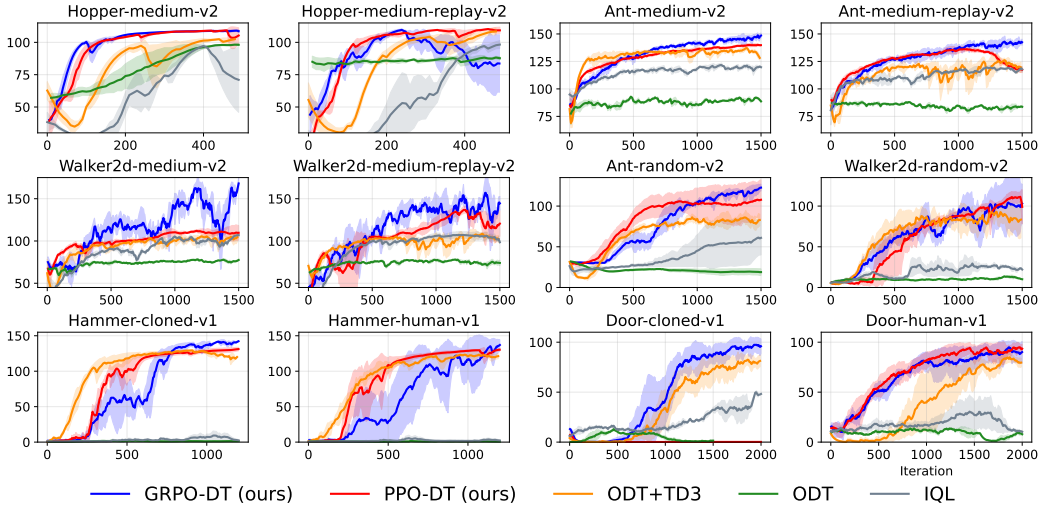 Hopper-medium-v2 Hopper-medium-replay-v2 Ant-medium-v2 Ant-medium-replay-v2
100 75 50 0 200 400
100 75 50 0 200 400
150 125 100 75 0 500 1000 1500
150 125 100 75 0 500 1000 1500
Walker2d-medium-v2 Walker2d-medium-replay-v2 Ant-random-v2 Walker2d-random-v2
150 100 50 0 500 1000 1500
150 100 50 0 500 1000 1500
100 50 0 0 500 1000 1500
100 50 0 0 500 1000 1500
Hammer-cloned-v1 Hammer-human-v1 Door-cloned-v1 Door-human-v1
150 100 50 0 0 500 1000
150 100 50 0 0 500 1000
100 50 0 0 500 1000 1500 2000
100 50 0 0 500 1000 1500 2000
Iteration
GRPO-DT (ours) PPO-DT (ours) ODT+TD3 ODT IQL